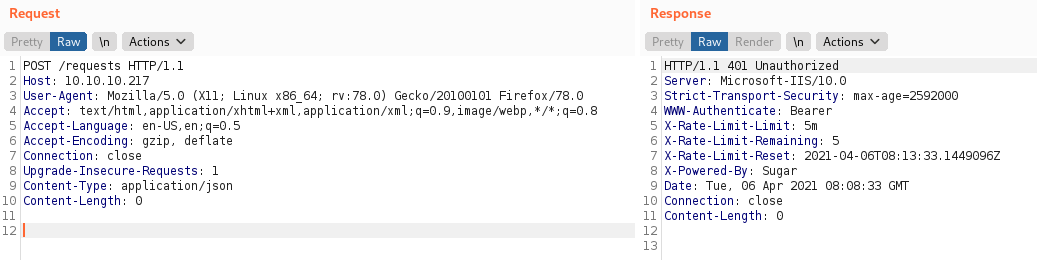 Request
Pretty Raw \n Actions
1 POST /requests HTTP/1.1
2 Host: 10.10.10.217
3 User-Agent: Mozilla/5.0 (X11; Linux x86_64; rv:78.0) Gecko/20100101 Firefox/78.0
4 Accept: text/html,application/xhtml+xml,application/xml;q=0.9,image/webp,*/*;q=0.8
5 Accept-Language: en-US,en;q=0.5
6 Accept-Encoding: gzip, deflate
7 Connection: close
8 Upgrade-Insecure-Requests: 1
9 Content-Type: application/json
10 Content-Length: 0
11
12
Response
Pretty Raw Render \n Actions
1 HTTP/1.1 401 Unauthorized
2 Server: Microsoft-IIS/10.0
3 Strict-Transport-Security: max-age=2592000
4 WWW-Authenticate: Bearer
5 X-Rate-Limit-Limit: 5m
6 X-Rate-Limit-Remaining: 5
7 X-Rate-Limit-Reset: 2021-04-06T08:13:33.1449096Z
8 X-Powered-By: Sugar
9 Date: Tue, 06 Apr 2021 08:08:33 GMT
10 Connection: close
11 Content-Length: 0
12
13